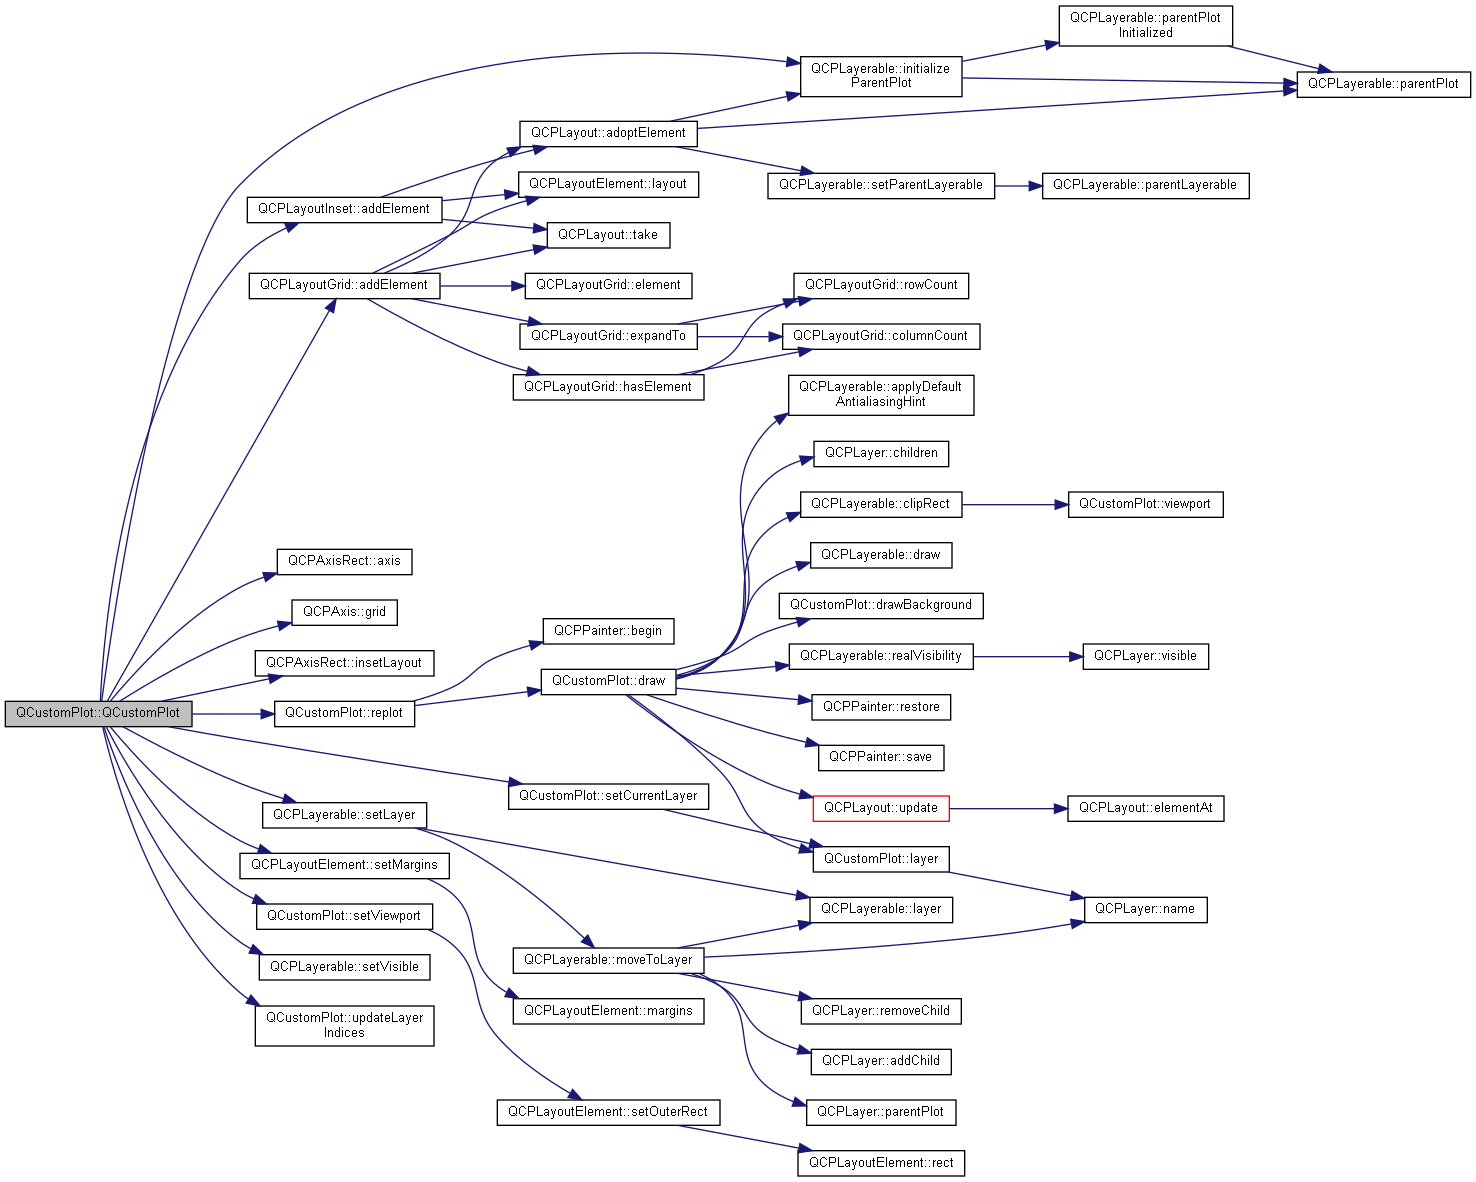 QCPLayerable::parentPlot
Initialized
QCPLayerable::initialize
ParentPlot
QCPLayerable::parentPlot
QCPLayout::adoptElement
QCPLayoutElement::layout
QCPLayerable::setParentLayerable
QCPLayerable::parentLayerable
QCPLayoutInset::addElement
QCPLayout::take
QCPLayoutGrid::addElement
QCPLayoutGrid::element
QCPLayoutGrid::rowCount
QCPLayoutGrid::expandTo
QCPLayoutGrid::columnCount
QCPLayoutGrid::hasElement
QCPLayerable::applyDefault
AntialiasingHint
QCPLayer::children
QCPLayerable::clipRect
QCustomPlot::viewport
QCPAxisRect::axis
QCPLayerable::draw
QCPAxis::grid
QCustomPlot::drawBackground
QCPPainter::begin
QCPAxisRect::insetLayout
QCPLayerable::realVisibility
QCPLayer::visible
QCustomPlot::draw
QCustomPlot::QCustomPlot
QCustomPlot::replot
QCPPainter::restore
QCPPainter::save
QCustomPlot::setCurrentLayer
QCPLayout::update
QCPLayout::elementAt
QCPLayerable::setLayer
QCPLayoutElement::setMargins
QCustomPlot::layer
QCustomPlot::setViewport
QCPLayerable::layer
QCPLayer::name
QCPLayerable::setVisible
QCPLayerable::moveToLayer
QCustomPlot::updateLayer
Indices
QCPLayoutElement::margins
QCPLayer::removeChild
QCPLayer::addChild
QCPLayoutElement::setOuterRect
QCPLayer::parentPlot
QCPLayoutElement::rect